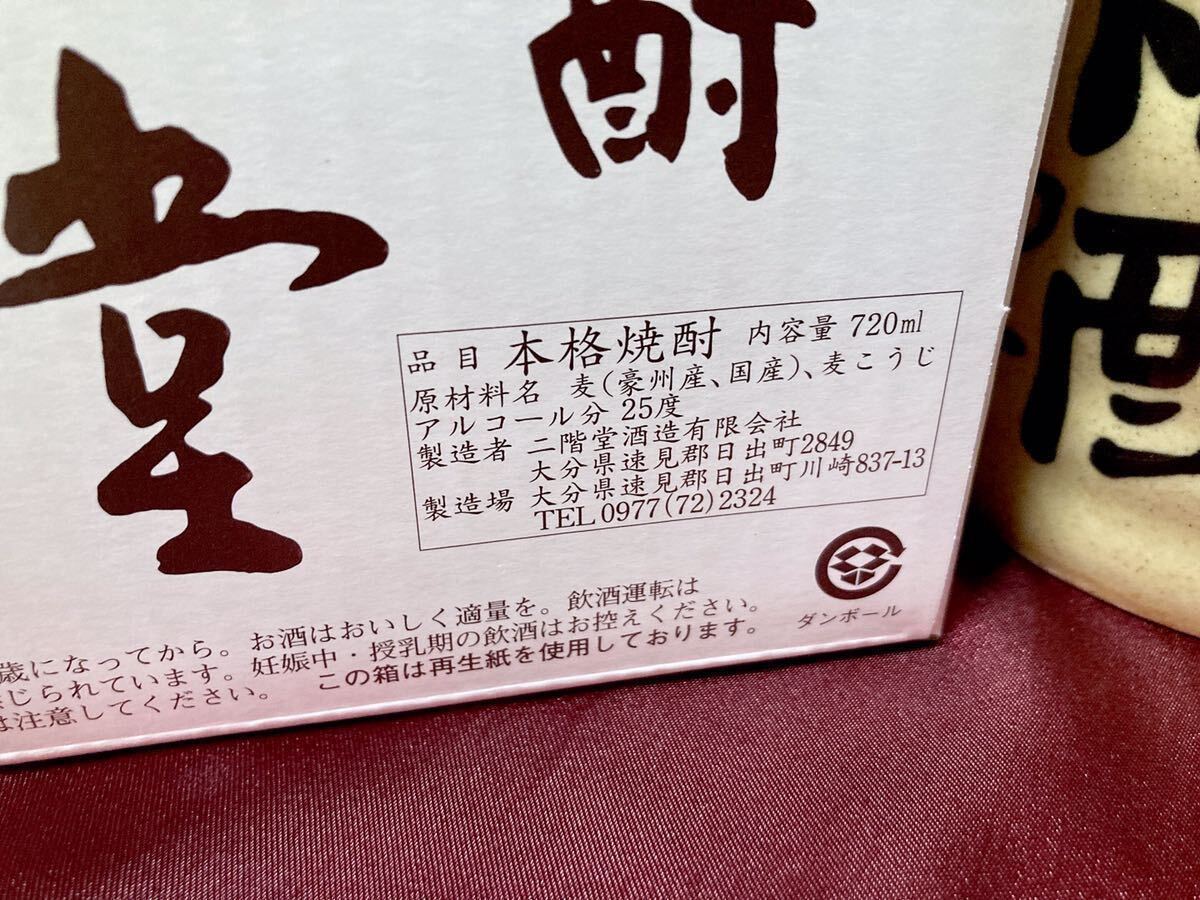 酎
堂
品目 本格焼酎 内容量 720ml
原材料名 麦(豪州産、国産)、麦こうじ
アルコール分 25度
製造者 二階堂酒造有限会社
大分県速見郡日出町2849
製造場 大分県速見郡日出町川崎837-13
TEL 0977(72)2324
ダンボール
歳になってから。お酒はおいしく適量を。飲酒運転は
じられています。妊娠中・授乳期の飲酒はお控えください。
は注意してください。 この箱は再生紙を使用しております。
酒